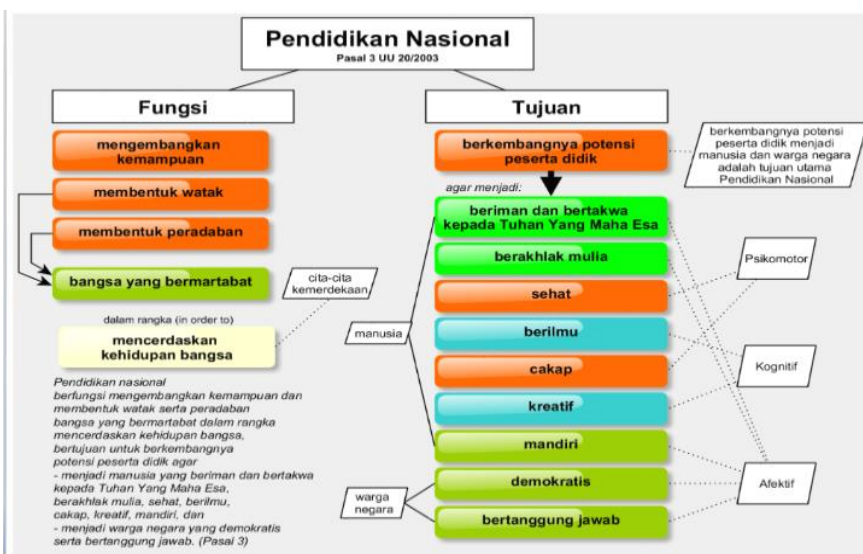 Pendidikan Nasional
Pasal 3 UU 20/2003
Fungsi
mengembangkan
kemampuan
membentuk watak
membentuk peradaban
bangsa yang bermartabat
cita-cita
kemerdekaan
dalam rangka (in order to)
mencerdaskan
kehidupan bangsa
Pendidikan nasional
berfungsi mengembangkan kemampuan dan
membentuk watak serta peradaban
bangsa yang bermartabat dalam rangka
mencerdaskan kehidupan bangsa,
bertujuan untuk berkembangnya
potensi peserta didik agar
- menjadi manusia yang beriman dan bertakwa
kepada Tuhan Yang Maha Esa,
berakhlak mulia, sehat, berilmu,
cakap, kreatif, mandiri, dan
- menjadi warga negara yang demokratis
serta bertanggung jawab. (Pasal 3)
Tujuan
berkembangnya potensi
peserta didik
berkembangnya potensi
peserta didik menjadi
manusia dan warga negara
adalah tujuan utama
Pendidikan Nasional
agar menjadi:
beriman dan bertakwa
kepada Tuhan Yang Maha Esa
berakhlak mulia
sehat
berilmu
cakap
kreatif
mandiri
demokratis
bertanggung jawab
manusia
warga
negara
Psikomotor
Kognitif
Afektif